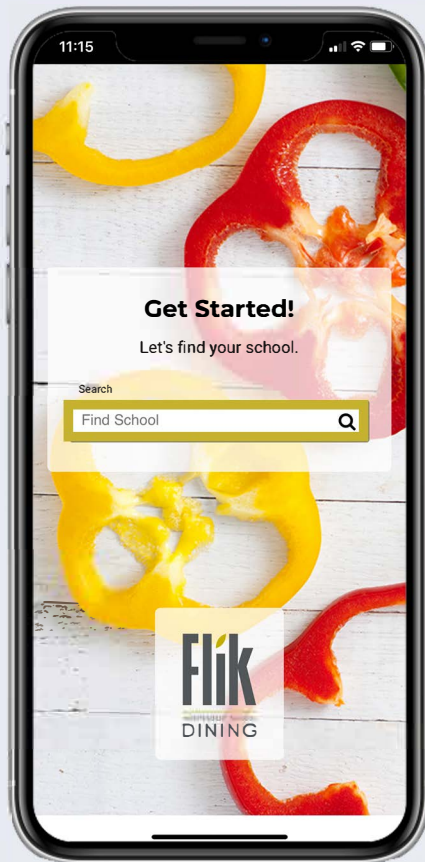 11:15
Get Started!
Let's find your school.
Search
Find School
Flik
DINING